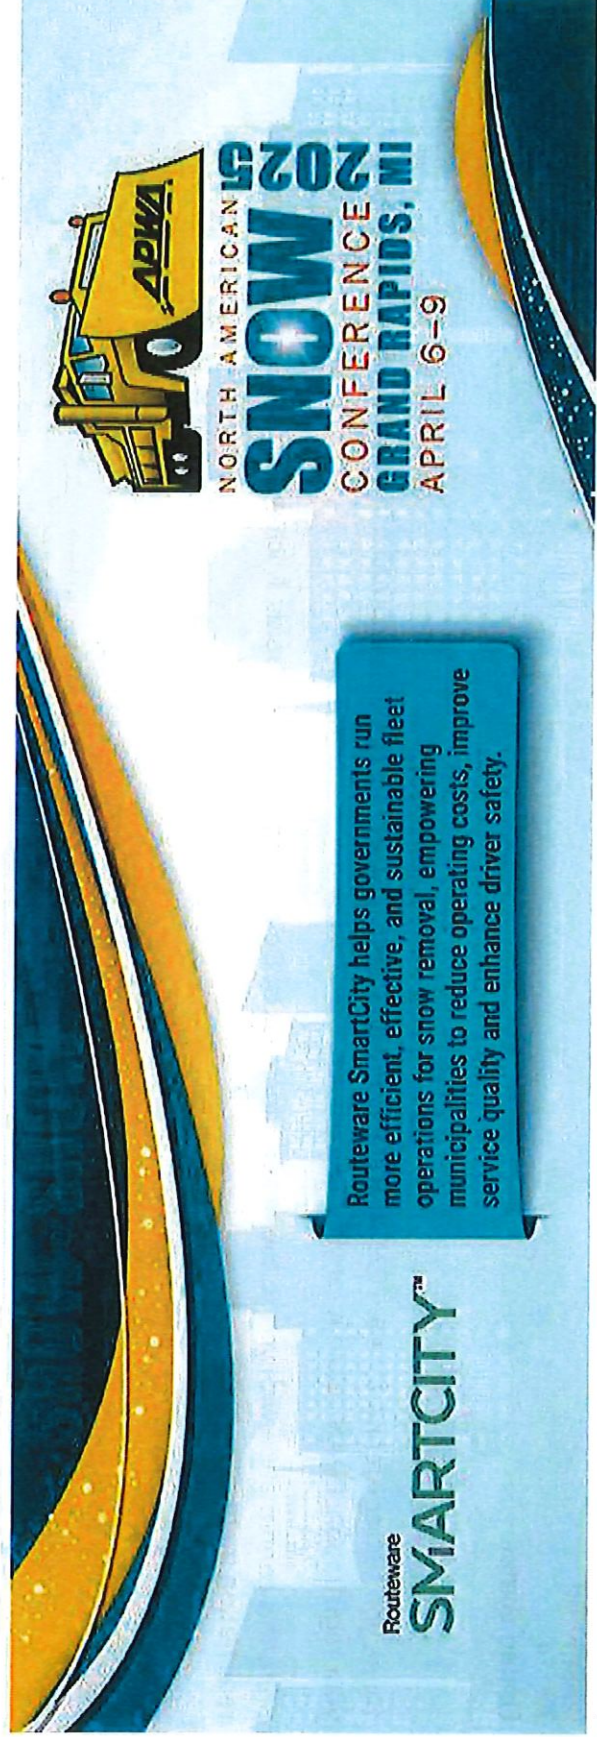 Routeware
SMARTCITY™
Routeware SmartCity helps governments run
more efficient, effective, and sustainable fleet
operations for snow removal, empowering
municipalities to reduce operating costs, improve
service quality and enhance driver safety.
APWA
NORTH AMERICAN
SNOW 2025
CONFERENCE
GRAND RAPIDS, MI
APRIL 6–9